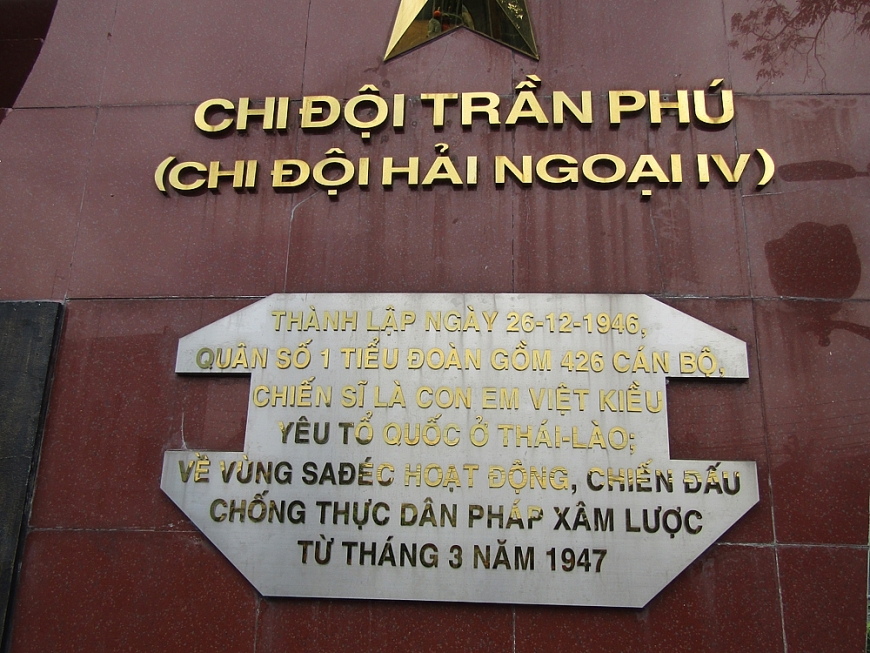 CHI ĐỘI TRẦN PHÚ
(CHI ĐỘI HẢI NGOẠI IV)
THÀNH LẬP NGÀY 26-12-1946,
QUÂN SỐ 1 TIỂU ĐOÀN GỒM 426 CÁN BỘ,
CHIẾN SĨ LÀ CON EM VIỆT KIỀU
YÊU TỔ QUỐC Ở THÁI-LÀO;
VỀ VÙNG SAĐÉC HOẠT ĐỘNG, CHIẾN ĐẤU
CHỐNG THỰC DÂN PHÁP XÂM LƯỢC
TỪ THÁNG 3 NĂM 1947